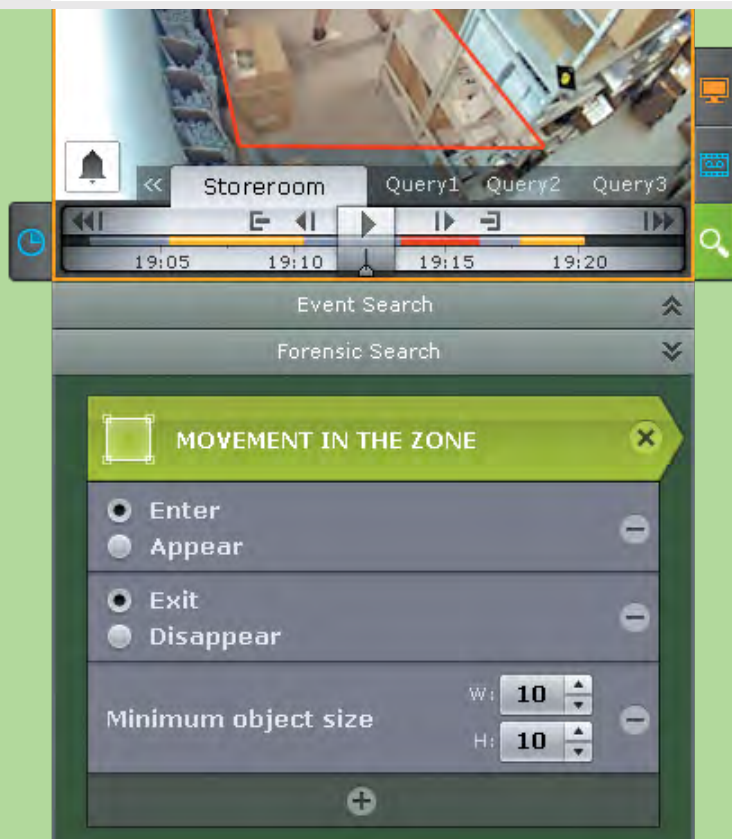 << Storeroom Query1 Query2 Query3
19:05 19:10 19:15 19:20
Event Search
Forensic Search
MOVEMENT IN THE ZONE
Enter
Appear
Exit
Disappear
Minimum object size
W: 10
H: 10